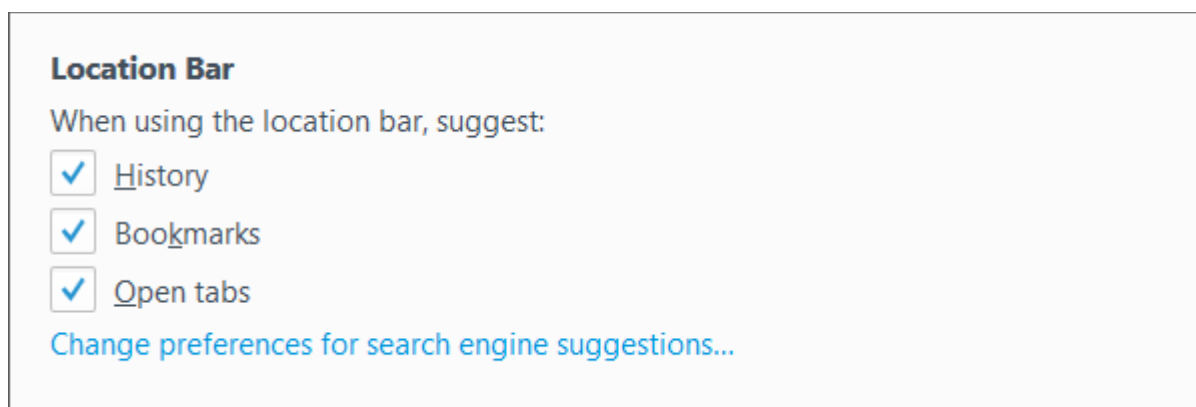 Location Bar
When using the location bar, suggest:
History
Bookmarks
Open tabs
Change preferences for search engine suggestions...